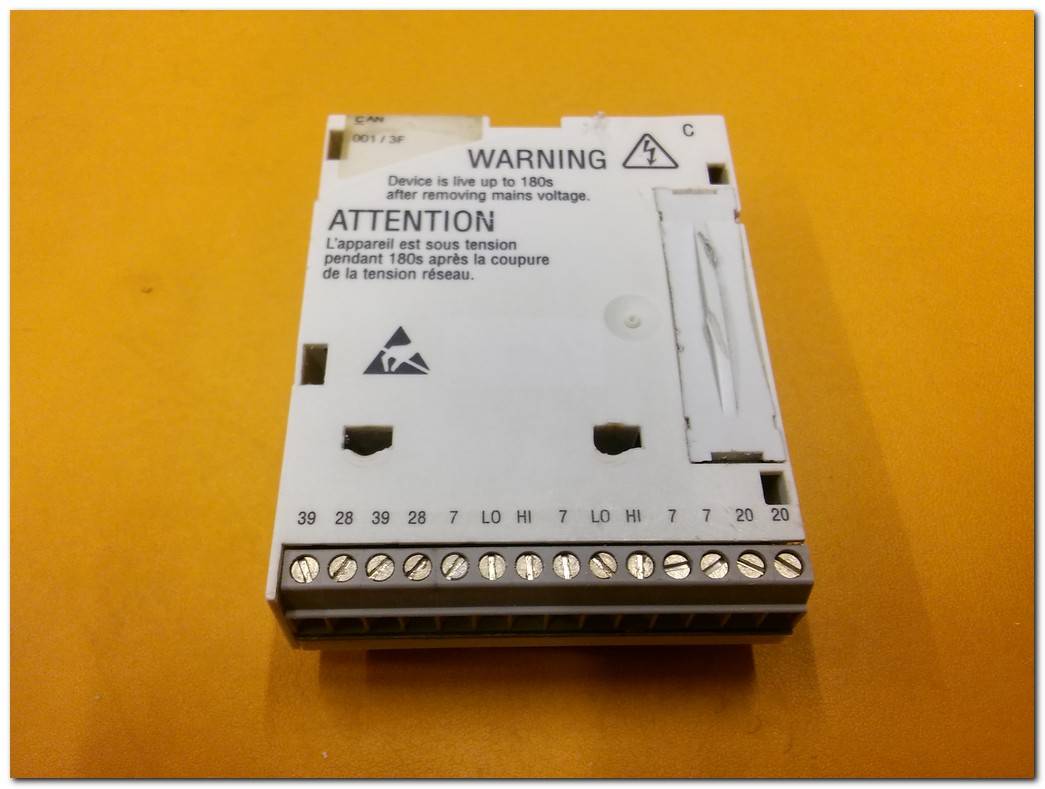 CAN
001 / 3F
C
WARNING
Device is live up to 180s
after removing mains voltage.
ATTENTION
L'appareil est sous tension
pendant 180s après la coupure
de la tension réseau.
39 28 39 28 7 LO HI 7 LO HI 7 7 20 20